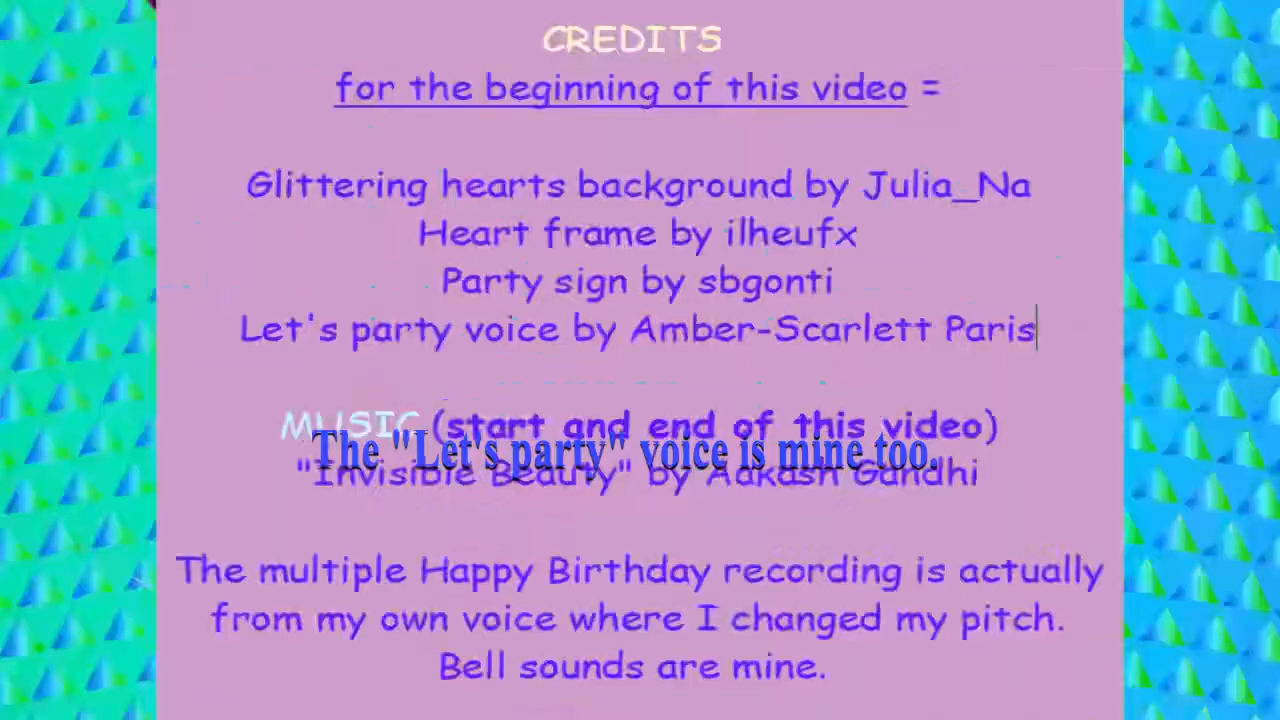 CREDITS
for the beginning of this video =
Glittering hearts background by Julia_Na
Heart frame by ilheufx
Party sign by sbgonti
Let's party voice by Amber-Scarlett Paris
MUSIC (start and end of this video)
The "Let's party" voice is mine too.
"Invisible Beauty" by Aakash Gandhi
The multiple Happy Birthday recording is actually
from my own voice where I changed my pitch.
Bell sounds are mine.